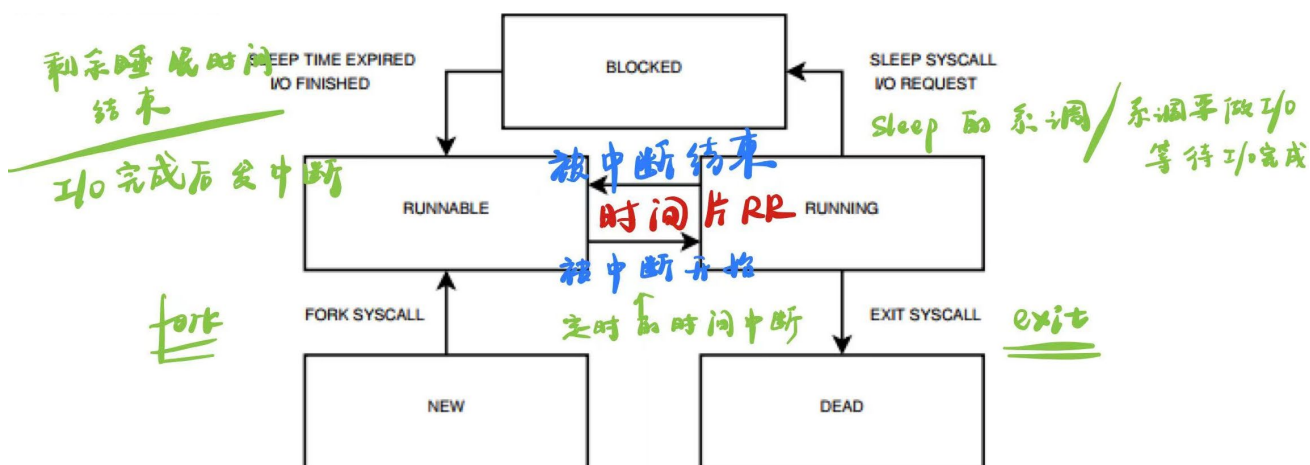 剩余睡眠时间
结束
I/O完成后发中断
SLEEP TIME EXPIRED
I/O FINISHED
BLOCKED
SLEEP SYSCALL
I/O REQUEST
sleep 的系调/系调来做I/O
等待I/O完成
被中断结束
RUNNABLE
时间片RR
RUNNING
被中断开始
fork
FORK SYSCALL
定时的时间中断
EXIT SYSCALL
exit
NEW
DEAD